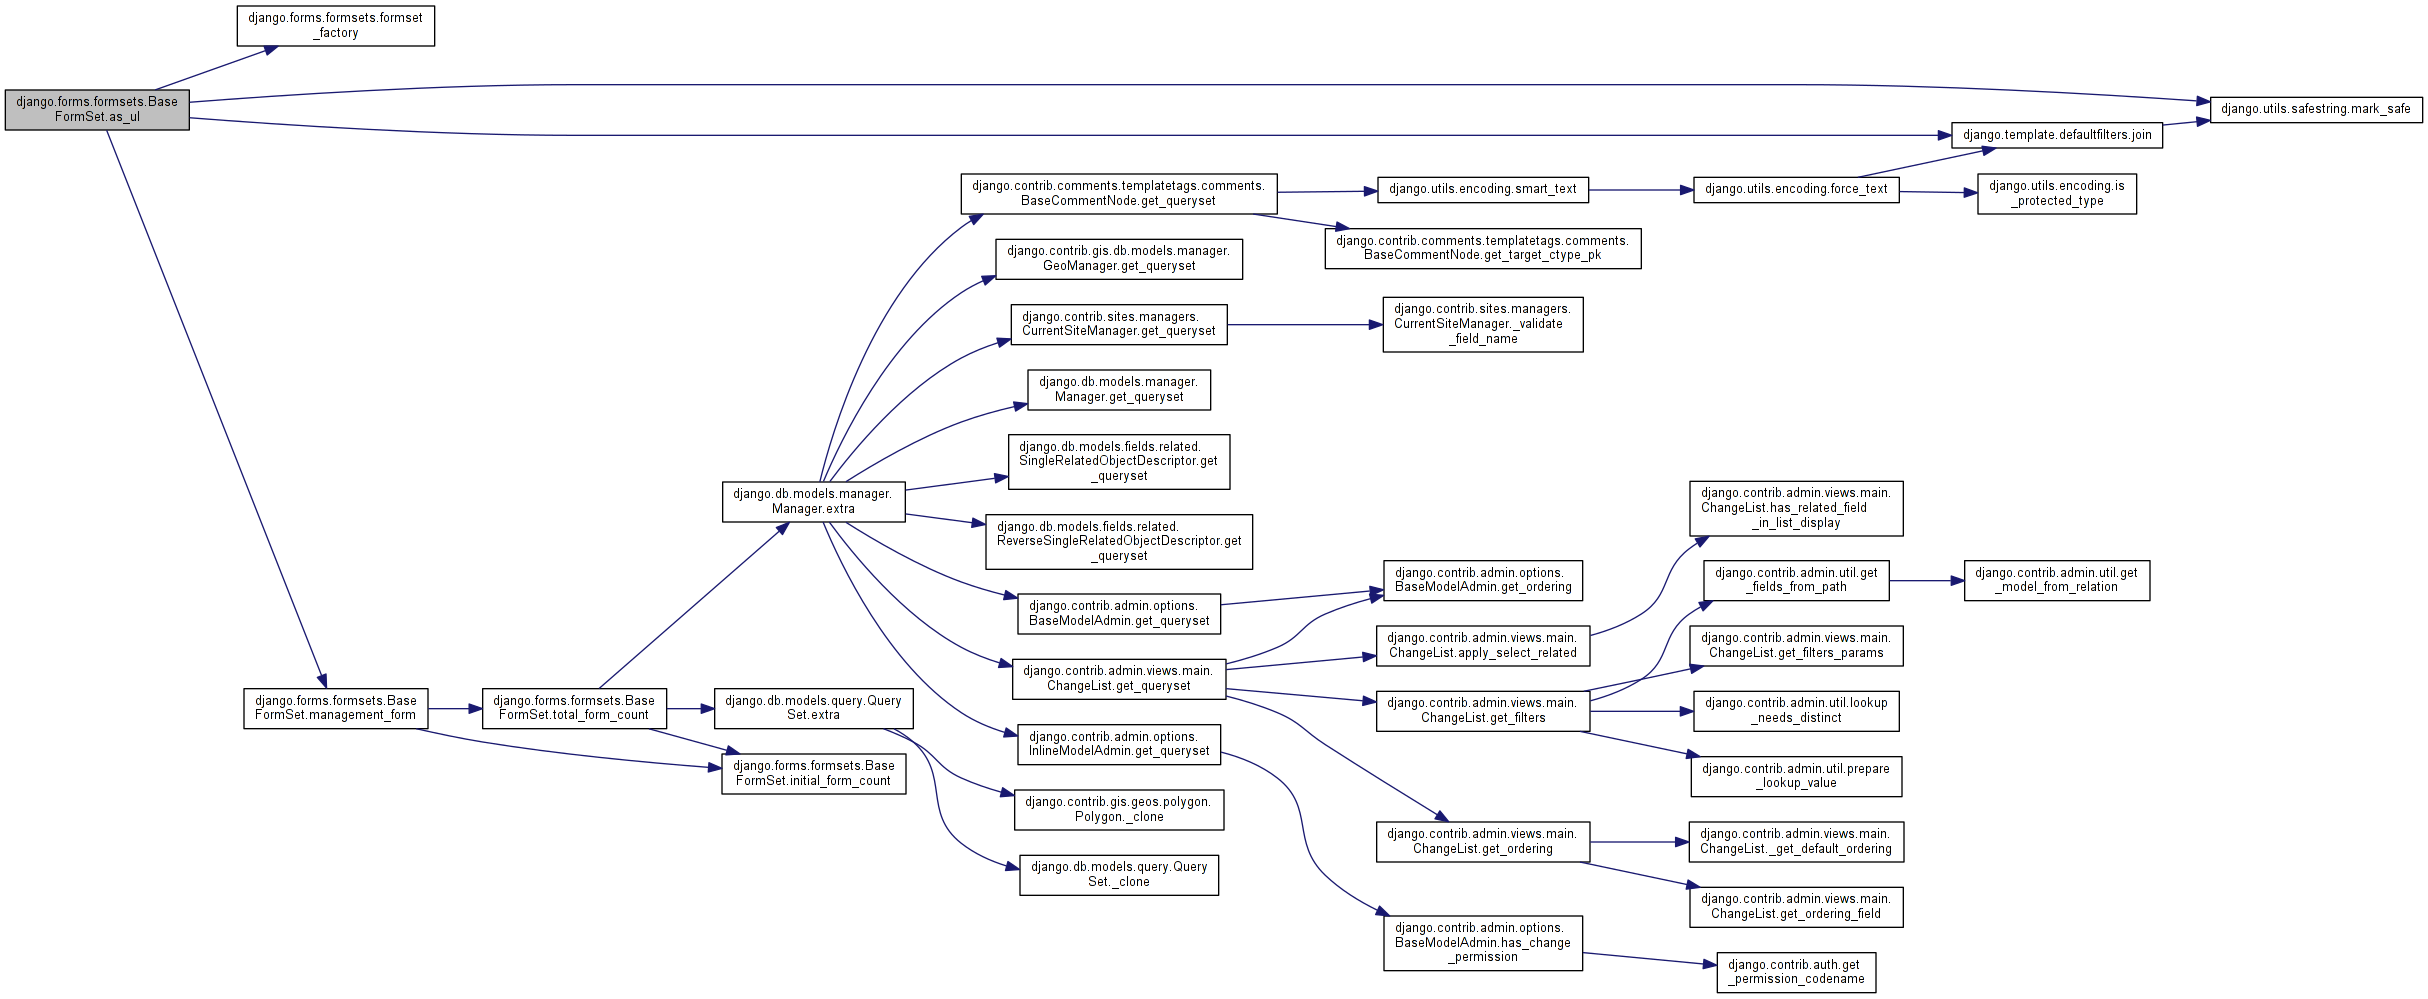 django.forms.formsets.formset
_factory
django.forms.formsets.Base
FormSet.as_ul
django.utils.safestring.mark_safe
django.template.defaultfilters.join
django.contrib.comments.templatetags.comments.
BaseCommentNode.get_queryset
django.utils.encoding.smart_text
django.utils.encoding.force_text
django.utils.encoding.is
_protected_type
django.contrib.comments.templatetags.comments.
BaseCommentNode.get_target_ctype_pk
django.contrib.gis.db.models.manager.
GeoManager.get_queryset
django.contrib.sites.managers.
CurrentSiteManager.get_queryset
django.contrib.sites.managers.
CurrentSiteManager._validate
_field_name
django.db.models.manager.
Manager.get_queryset
django.db.models.fields.related.
SingleRelatedObjectDescriptor.get
_queryset
django.db.models.manager.
Manager.extra
django.db.models.fields.related.
ReverseSingleRelatedObjectDescriptor.get
_queryset
django.contrib.admin.views.main.
ChangeList.has_related_field
_in_list_display
django.contrib.admin.options.
BaseModelAdmin.get_ordering
django.contrib.admin.util.get
_fields_from_path
django.contrib.admin.util.get
_model_from_relation
django.contrib.admin.options.
BaseModelAdmin.get_queryset
django.contrib.admin.views.main.
ChangeList.apply_select_related
django.contrib.admin.views.main.
ChangeList.get_filters_params
django.contrib.admin.views.main.
ChangeList.get_queryset
django.forms.formsets.Base
FormSet.management_form
django.forms.formsets.Base
FormSet.total_form_count
django.db.models.query.Query
Set.extra
django.contrib.admin.views.main.
ChangeList.get_filters
django.contrib.admin.util.lookup
_needs_distinct
django.contrib.admin.options.
InlineModelAdmin.get_queryset
django.forms.formsets.Base
FormSet.initial_form_count
django.contrib.admin.util.prepare
_lookup_value
django.contrib.gis.geos.polygon.
Polygon._clone
django.contrib.admin.views.main.
ChangeList.get_ordering
django.contrib.admin.views.main.
ChangeList._get_default_ordering
django.db.models.query.Query
Set._clone
django.contrib.admin.views.main.
ChangeList.get_ordering_field
django.contrib.admin.options.
BaseModelAdmin.has_change
_permission
django.contrib.auth.get
_permission_codename